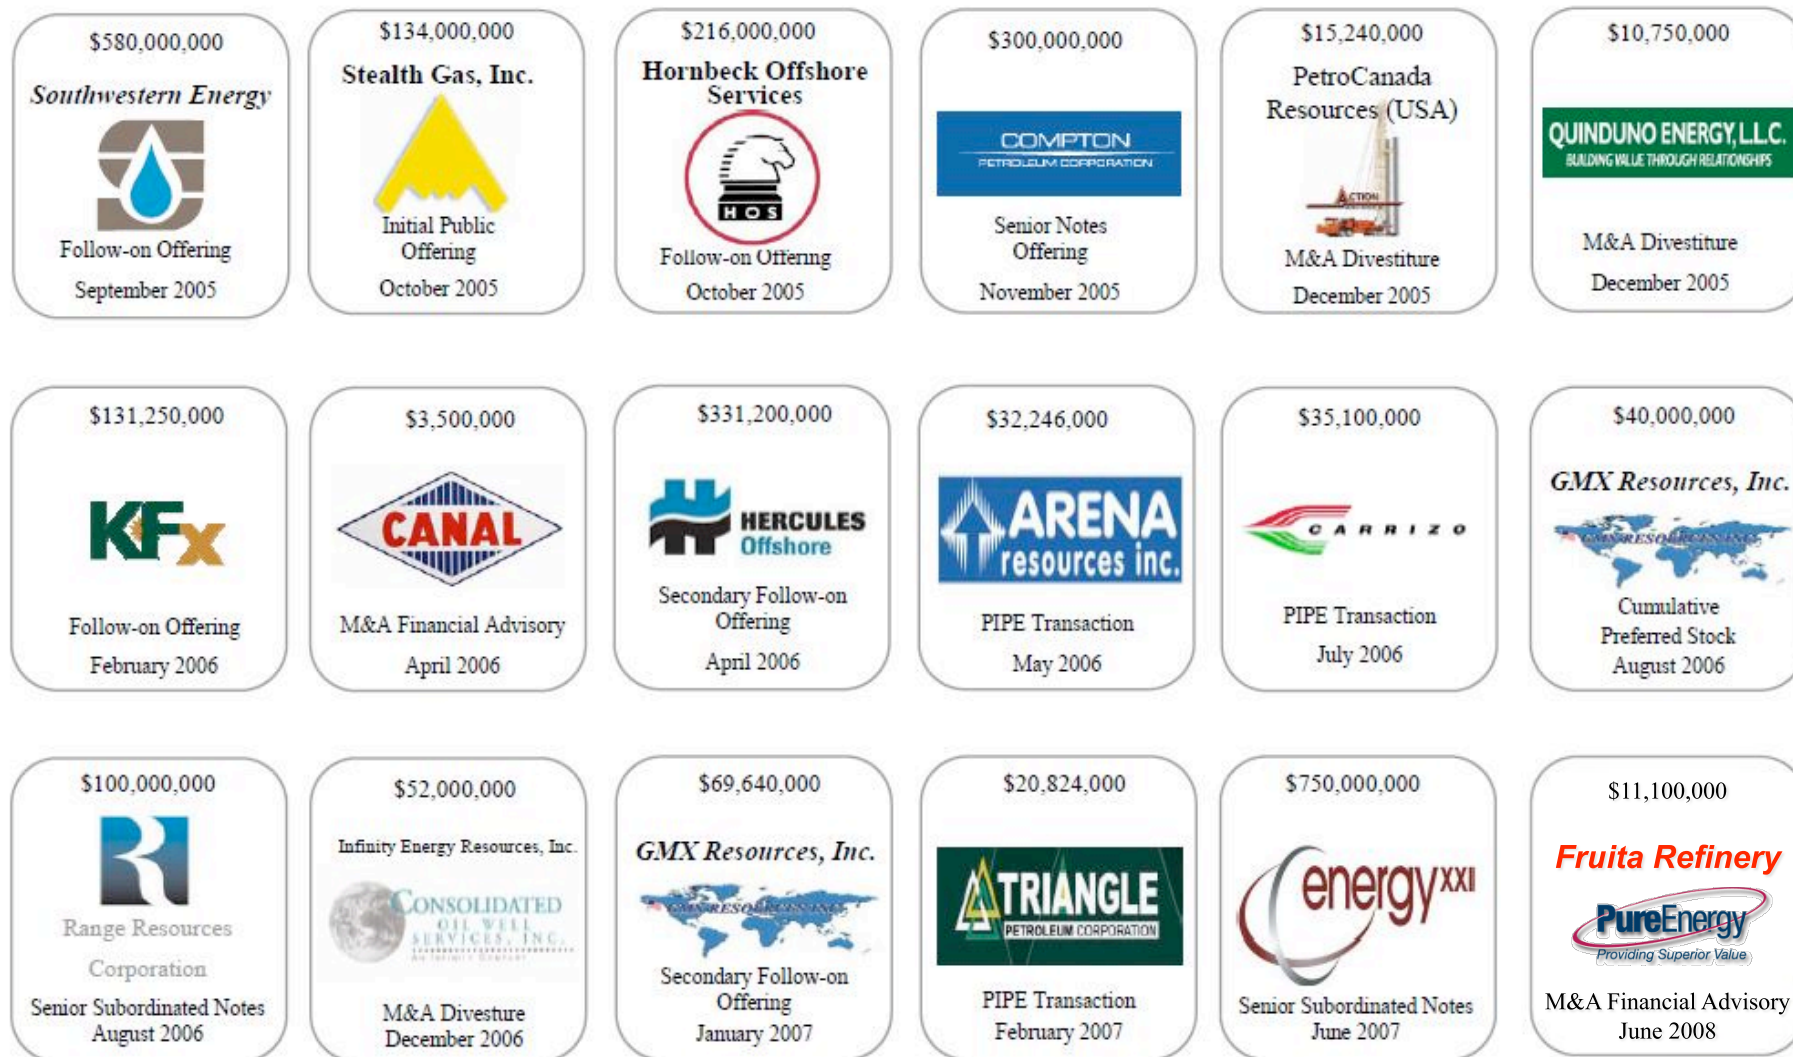 $580,000,000
Southwestern Energy
Follow-on Offering
September 2005
$134,000,000
Stealth Gas, Inc.
Initial Public
Offering
October 2005
$216,000,000
Hornbeck Offshore
Services
HOS
Follow-on Offering
October 2005
$300,000,000
COMPTON
PETROLEUM CORPORATION
Senior Notes
Offering
November 2005
$15,240,000
PetroCanada
Resources (USA)
ACTION
M&A Divestiture
December 2005
$10,750,000
QUINDUNO ENERGY, L.L.C.
BUILDING VALUE THROUGH RELATIONSHIPS
M&A Divestiture
December 2005
$131,250,000
KFx
Follow-on Offering
February 2006
$3,500,000
CANAL
M&A Financial Advisory
April 2006
$331,200,000
HERCULES
Offshore
Secondary Follow-on
Offering
April 2006
$32,246,000
ARENA
resources inc.
PIPE Transaction
May 2006
$35,100,000
CARRIZO
PIPE Transaction
July 2006
$40,000,000
GMX Resources, Inc.
GMX RESOURCES INC.
Cumulative
Preferred Stock
August 2006
$100,000,000
R
Range Resources
Corporation
Senior Subordinated Notes
August 2006
$52,000,000
Infinity Energy Resources, Inc.
CONSOLIDATED
OIL WELL
SERVICES, INC.
AN INFINITY COMPANY
M&A Divesture
December 2006
$69,640,000
GMX Resources, Inc.
GMX RESOURCES INC.
Secondary Follow-on
Offering
January 2007
$20,824,000
TRIANGLE
PETROLEUM CORPORATION
PIPE Transaction
February 2007
$750,000,000
energy XXI
Senior Subordinated Notes
June 2007
$11,100,000
Fruita Refinery
PureEnergy
Providing Superior Value
M&A Financial Advisory
June 2008